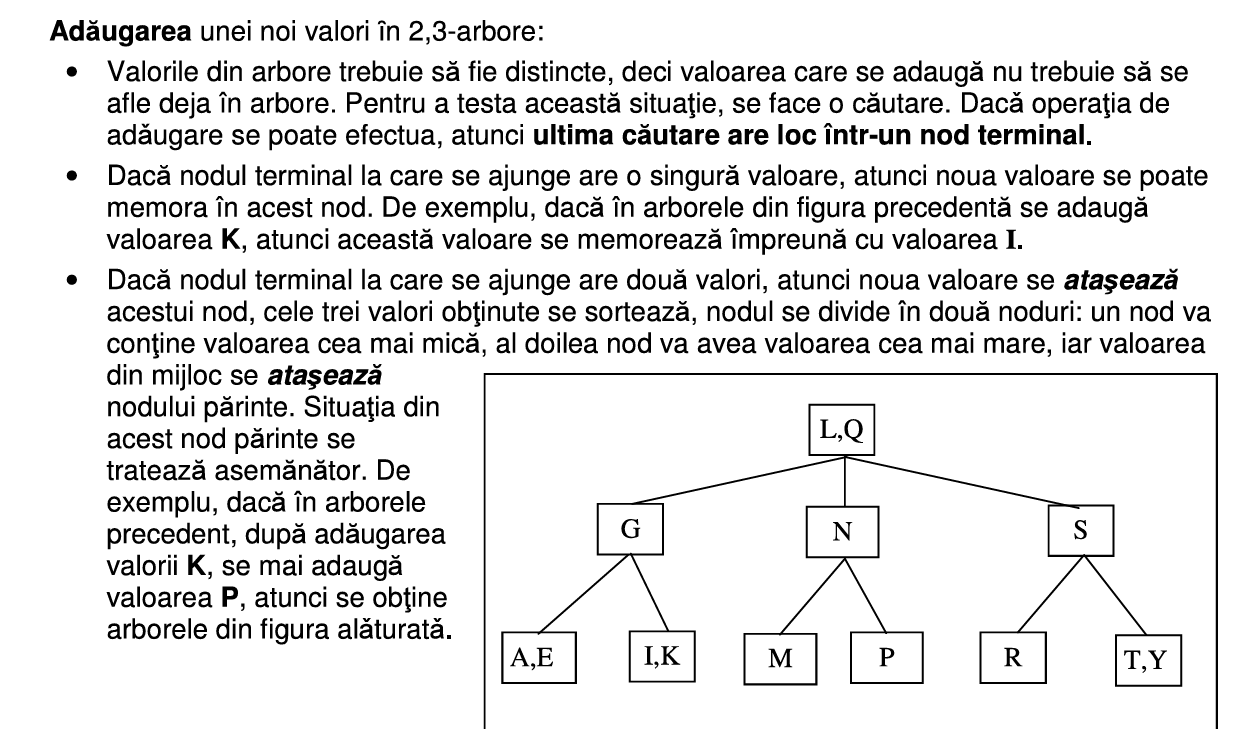 Adăugarea unei noi valori în 2,3-arbore:
• Valorile din arbore trebuie să fie distincte, deci valoarea care se adaugă nu trebuie să se
afle deja în arbore. Pentru a testa această situaţie, se face o căutare. Dacă operaţia de
adăugare se poate efectua, atunci ultima căutare are loc într-un nod terminal.
• Dacă nodul terminal la care se ajunge are o singură valoare, atunci noua valoare se poate
memora în acest nod. De exemplu, dacă în arborele din figura precedentă se adaugă
valoarea K, atunci această valoare se memorează împreună cu valoarea I.
• Dacă nodul terminal la care se ajunge are două valori, atunci noua valoare se ataşează
acestui nod, cele trei valori obţinute se sortează, nodul se divide în două noduri: un nod va
conţine valoarea cea mai mică, al doilea nod va avea valoarea cea mai mare, iar valoarea
din mijloc se ataşează
nodului părinte. Situaţia din
acest nod părinte se
tratează asemănător. De
exemplu, dacă în arborele
precedent, după adăugarea
valorii K, se mai adaugă
valoarea P, atunci se obţine
arborele din figura alăturată.
L,Q
G N S
A,E I,K M P R T,Y